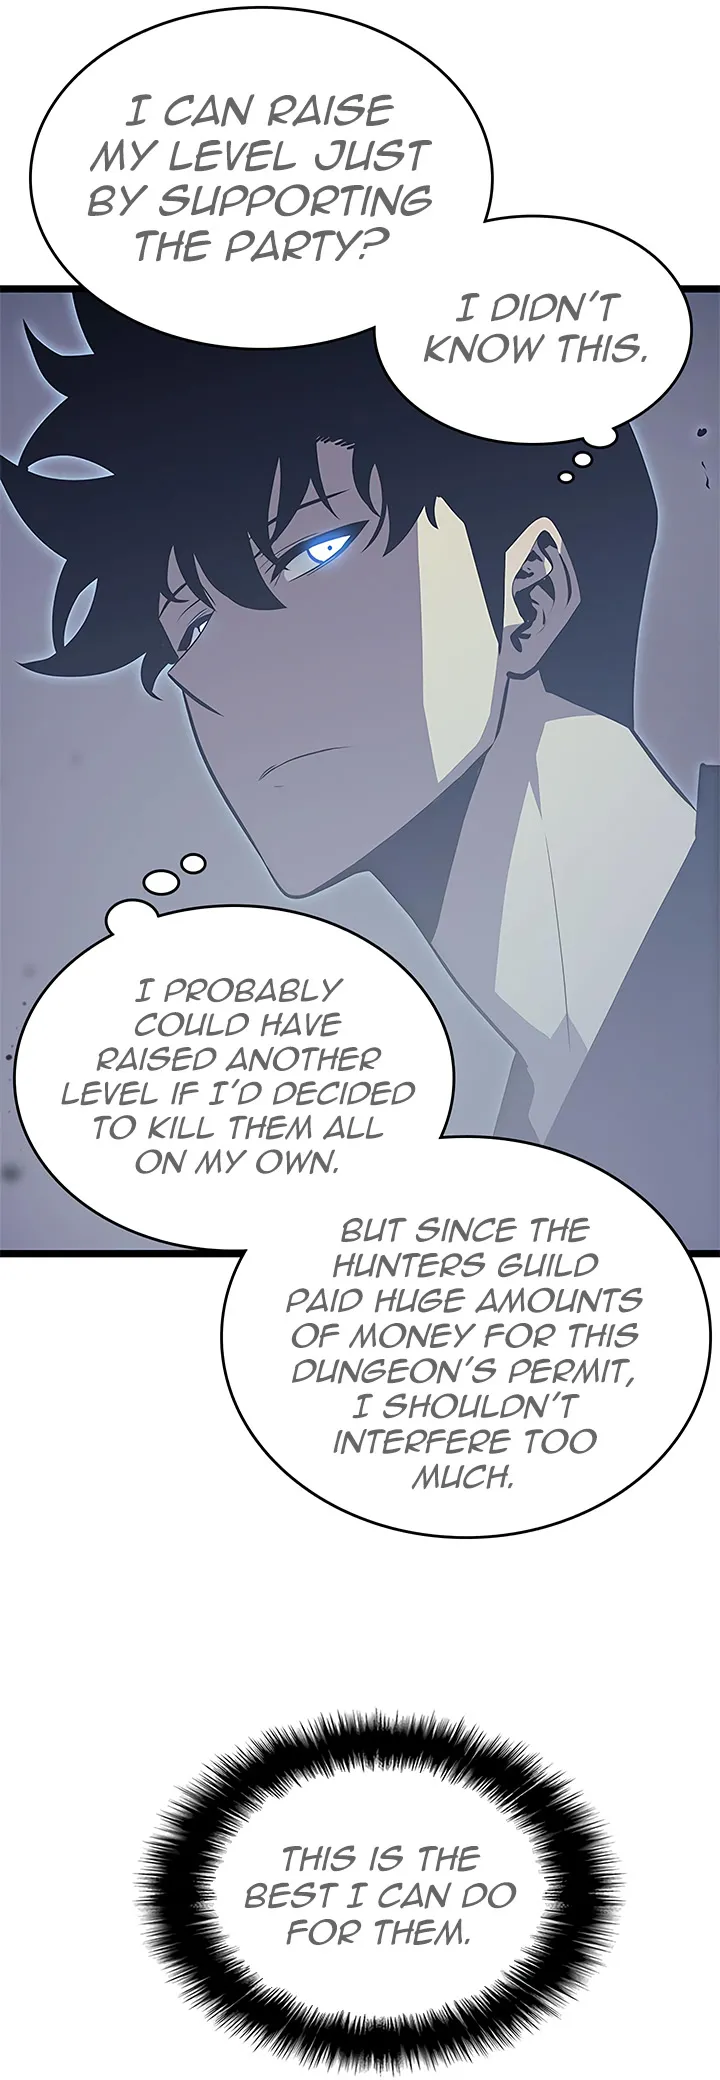 I CAN RAISE
MY LEVEL JUST
BY SUPPORTING
THE PARTY?
I DIDN'T
KNOW THIS.
I PROBABLY
COULD HAVE
RAISED ANOTHER
LEVEL IF I'D DECIDED
TO KILL THEM ALL
ON MY OWN.
BUT SINCE THE
HUNTERS GUILD
PAID HUGE AMOUNTS
OF MONEY FOR THIS
DUNGEON'S PERMIT,
I SHOULDN'T
INTERFERE TOO
MUCH.
THIS IS THE
BEST I CAN DO
FOR THEM.